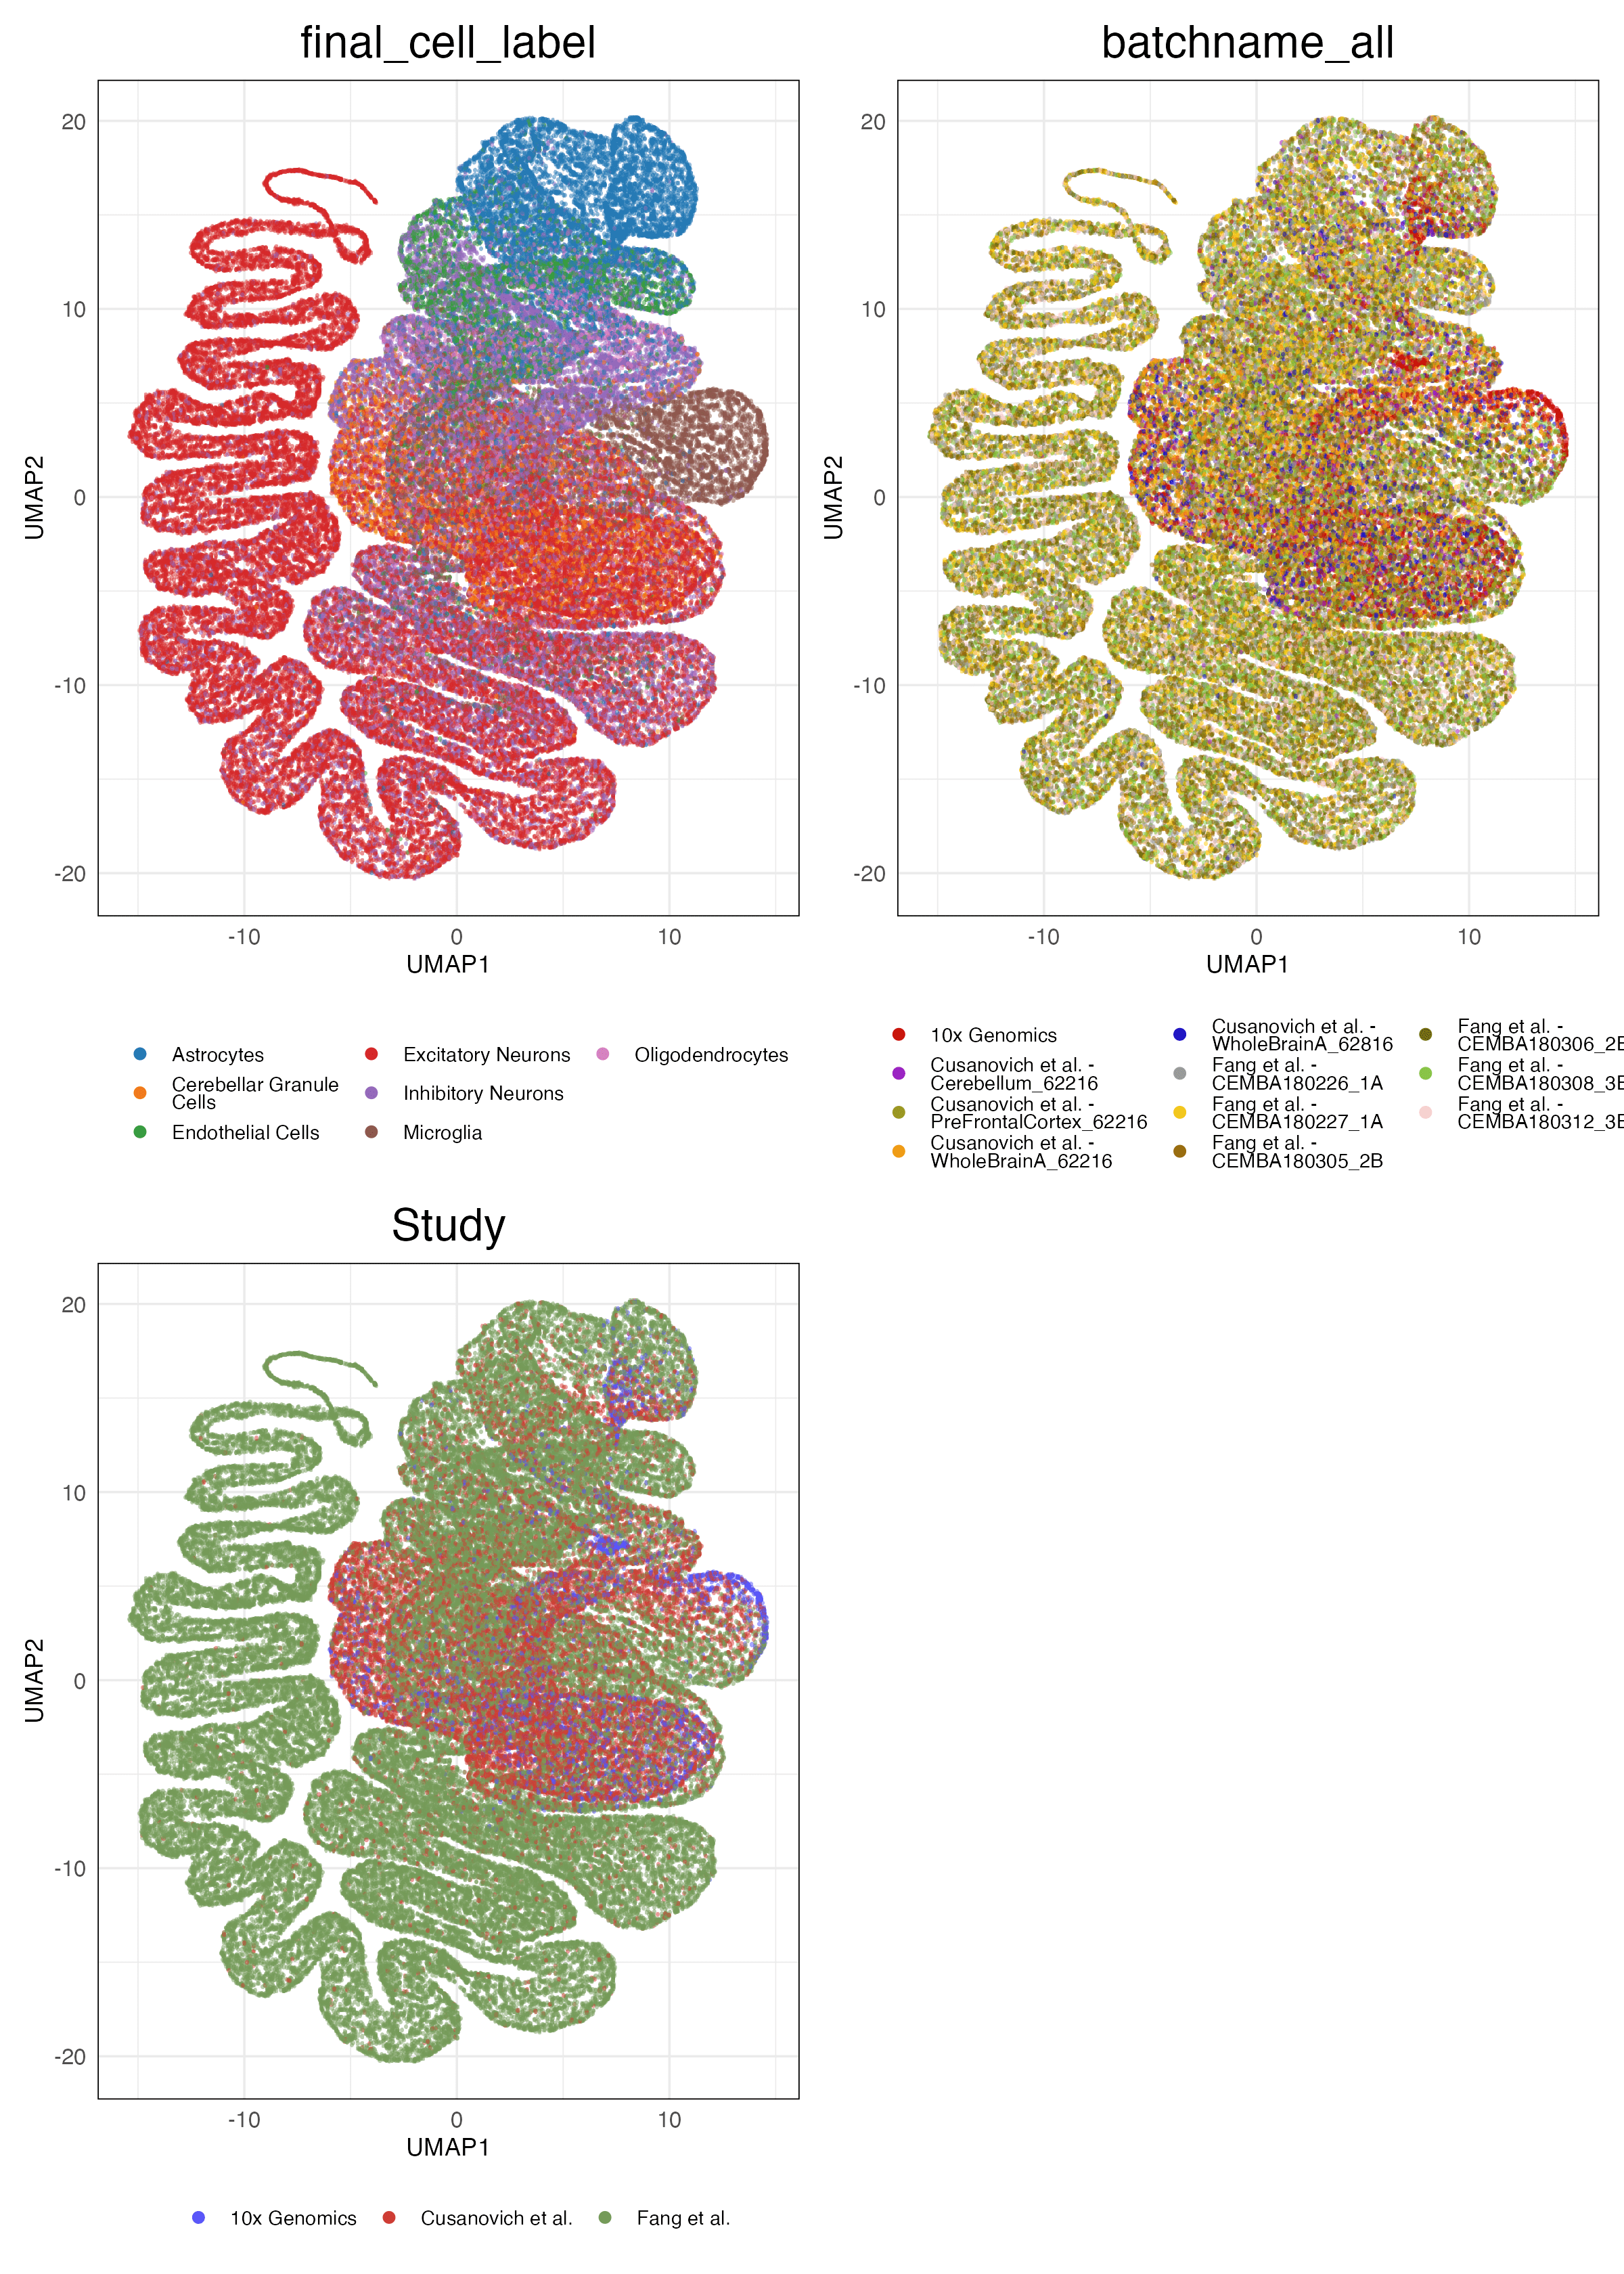 final_cell_label
20
10
0
-10
-20
UMAP2
-10
0
10
UMAP1
Astrocytes
Cerebellar Granule
Cells
Endothelial Cells
Excitatory Neurons
Inhibitory Neurons
Microglia
Oligodendrocytes
batchname_all
20
10
0
-10
-20
UMAP2
-10
0
10
UMAP1
10x Genomics
Cusanovich et al. -
Cerebellum_62216
Cusanovich et al. -
PreFrontalCortex_62216
Cusanovich et al. -
WholeBrainA_62216
Cusanovich et al. -
WholeBrainA_62816
Fang et al. -
CEMBA180226_1A
Fang et al. -
CEMBA180227_1A
Fang et al. -
CEMBA180305_2B
Fang et al. -
CEMBA180306_2
Fang et al. -
CEMBA180308_3
Fang et al. -
CEMBA180312_3
Study
20
10
0
-10
-20
UMAP2
-10
0
10
UMAP1
10x Genomics
Cusanovich et al.
Fang et al.